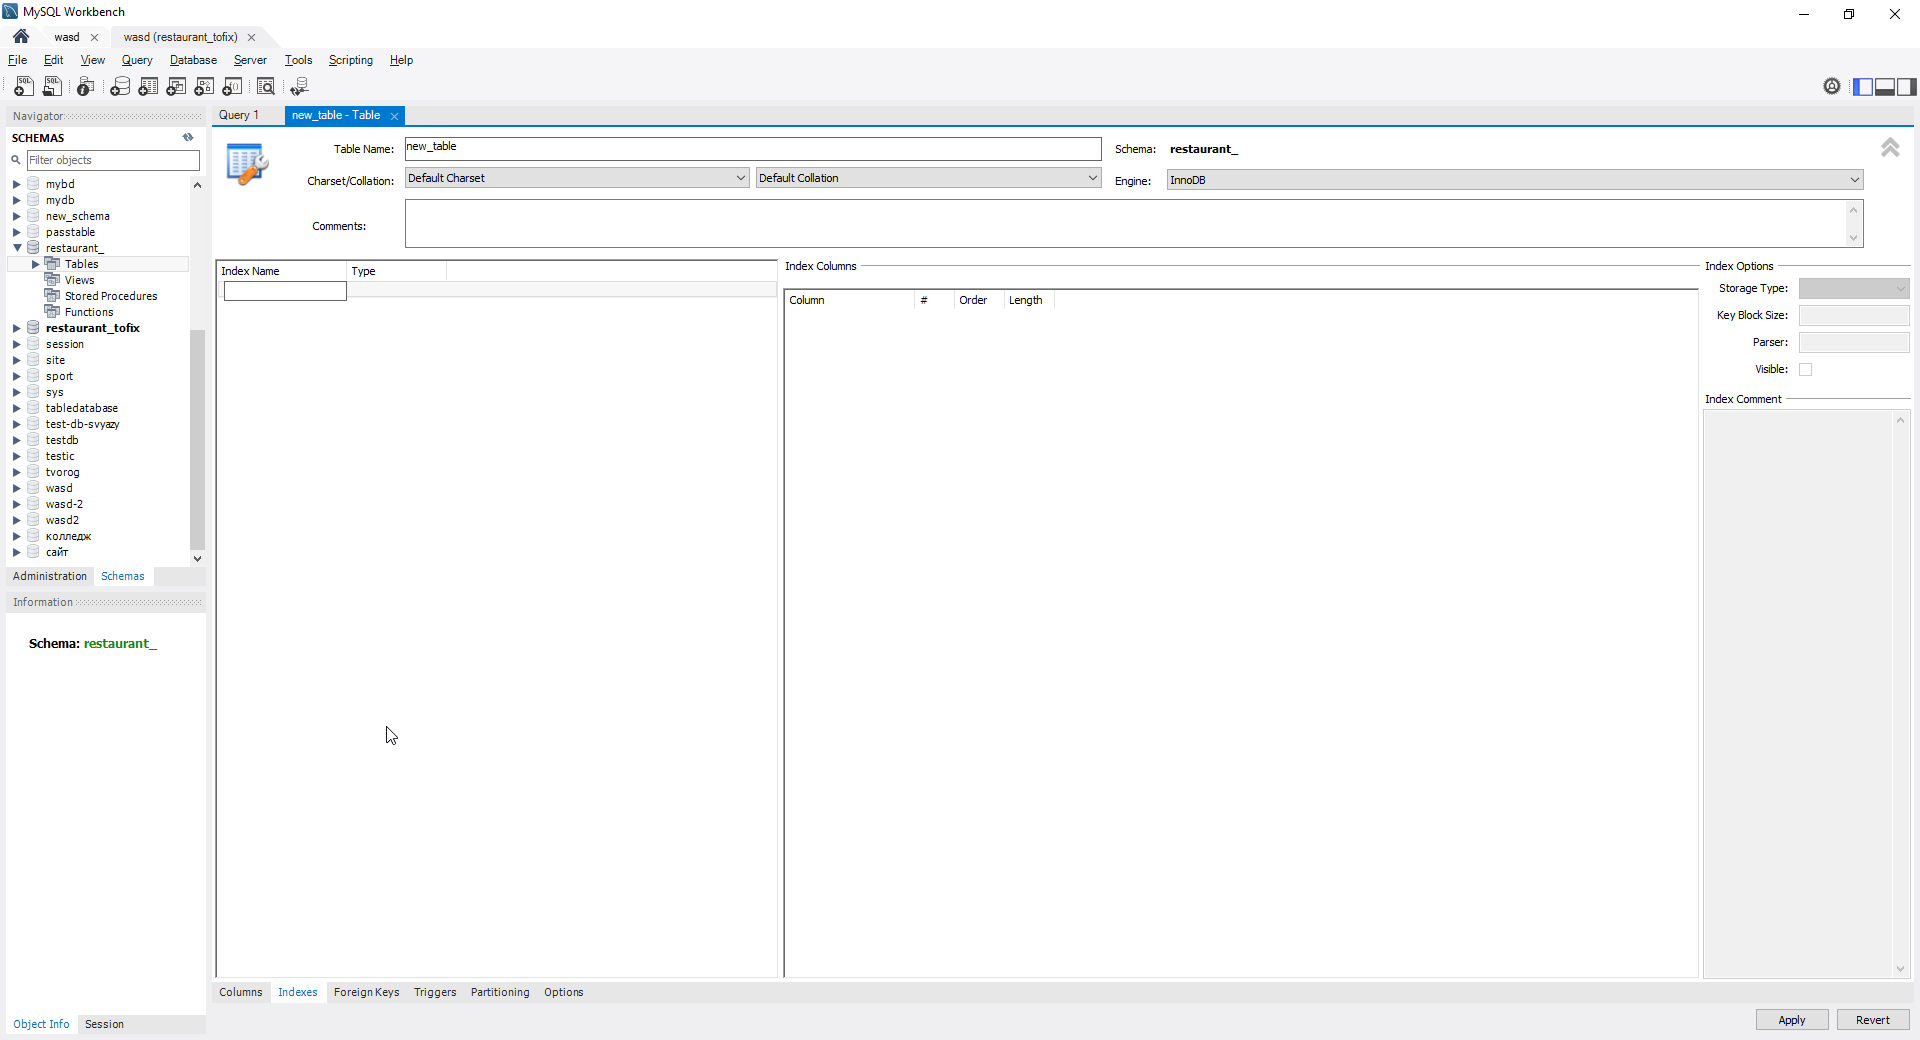 MySQL Workbench
wasd
wasd (restaurant_tofix)
File Edit View Query Database Server Tools Scripting Help
Navigator
SCHEMAS
Filter objects
mybd
mydb
new_schema
passtable
restaurant_
Tables
Views
Stored Procedures
Functions
restaurant_tofix
session
site
sport
sys
tabledatabase
test-db-svyazy
testdb
testic
tvorog
wasd
wasd-2
wasd2
колледж
сайт
Administration Schemas
Information
Schema: restaurant_
Object Info Session
Query 1 new_table - Table
Table Name: new_table Schema: restaurant_
Charset/Collation: Default Charset Default Collation Engine: InnoDB
Comments:
Index Name Type
Index Columns
Column # Order Length
Index Options
Storage Type:
Key Block Size:
Parser:
Visible:
Index Comment
Columns Indexes Foreign Keys Triggers Partitioning Options
Apply Revert